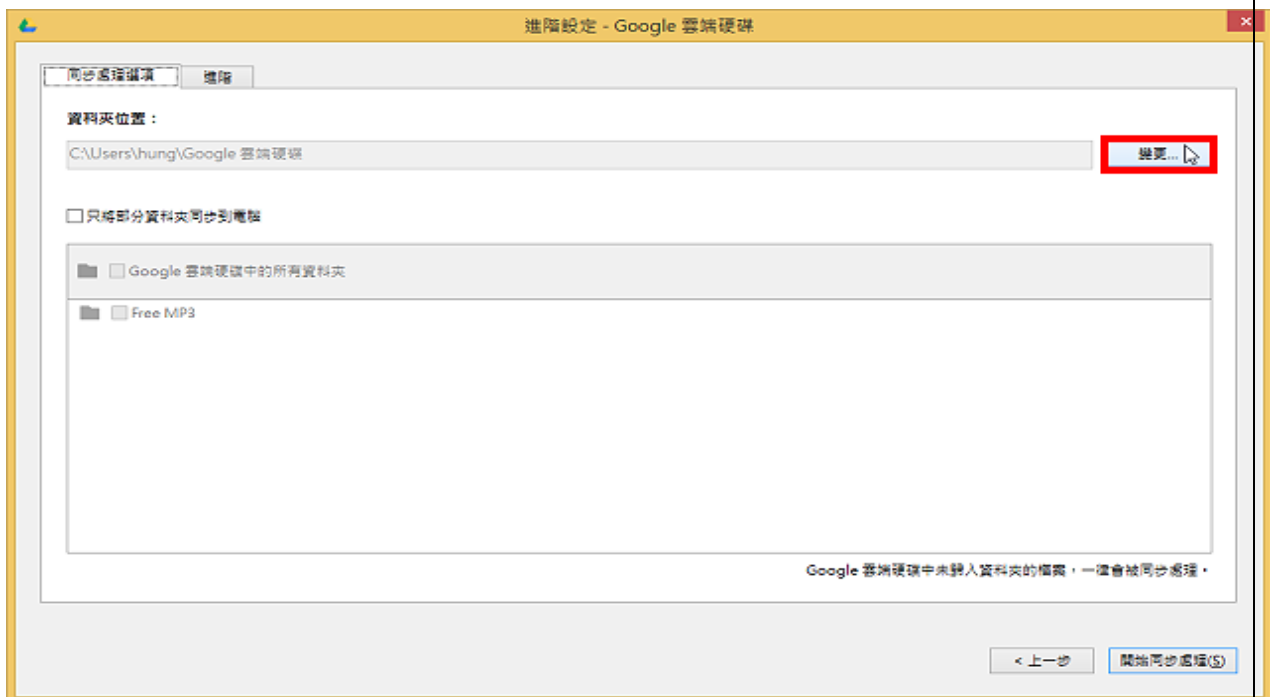 進階設定 - Google 雲端硬碟
同步處理選項
進階
資料夾位置：
C:\Users\hung\Google 雲端硬碟
變更...
只將部分資料夾同步到電腦
Google 雲端硬碟中的所有資料夾
Free MP3
Google 雲端硬碟中未歸入資料夾的檔案，一律會被同步處理。
< 上一步
開始同步處理(S)